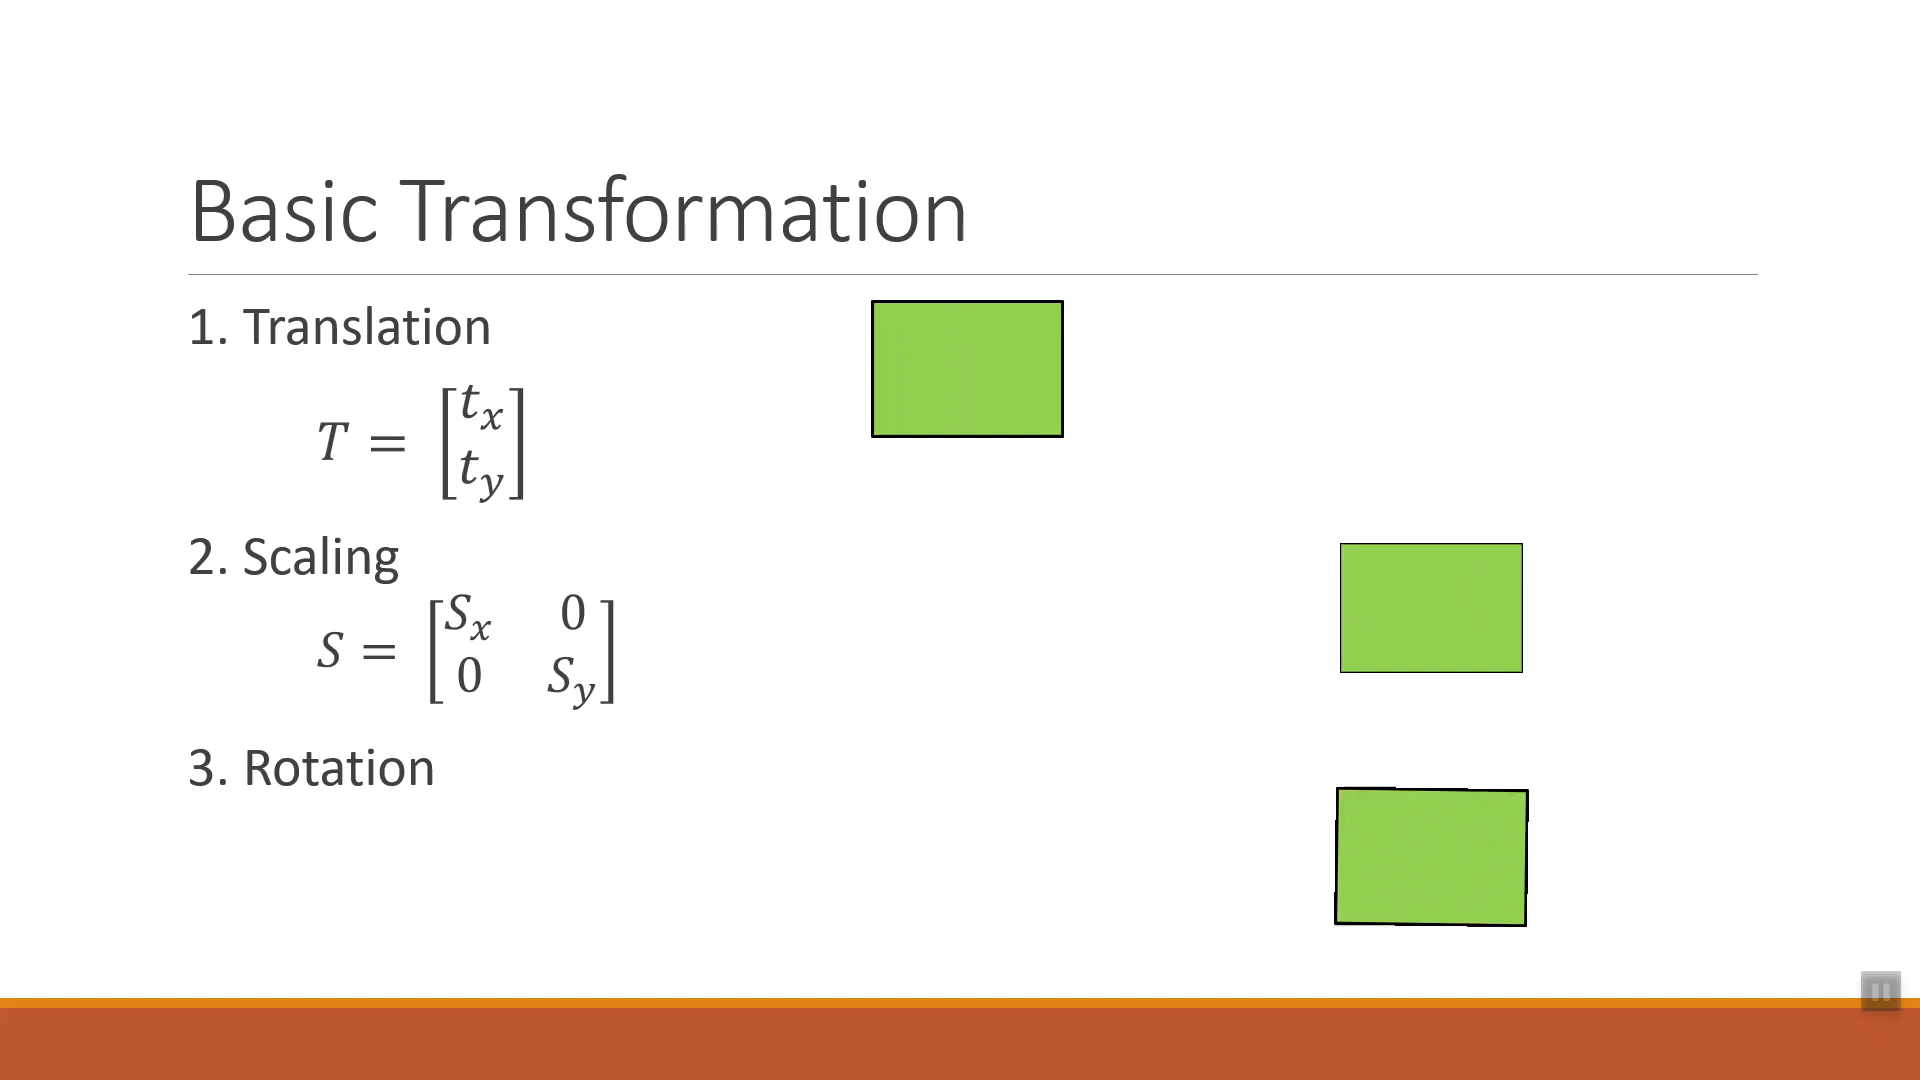 Basic Transformation
1. Translation
T = [t_x
t_y]
2. Scaling
S = [S_x 0
0 S_y]
3. Rotation